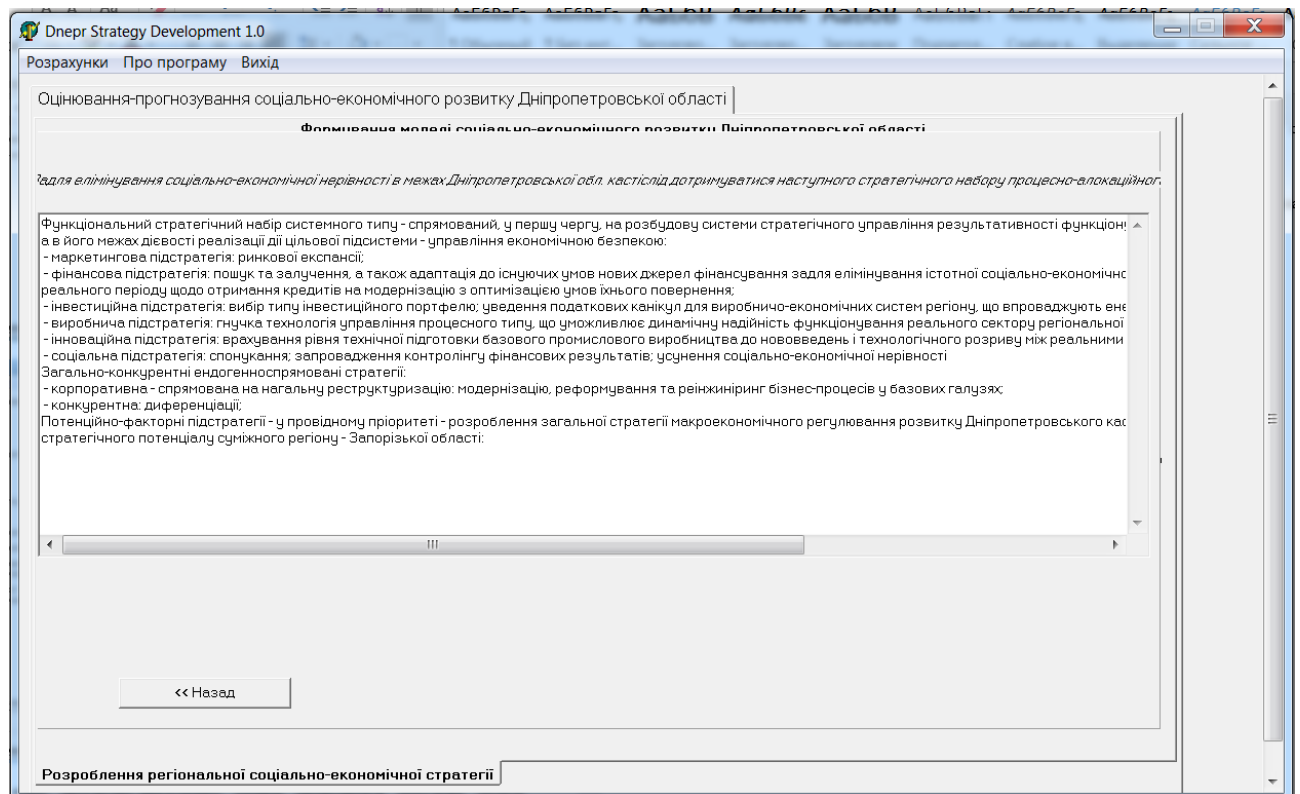 Dnepr Strategy Development 1.0
Розрахунки Про програму Вихід
Оцінювання-прогнозування соціально-економічного розвитку Дніпропетровської області
Формування моделі соціально-економічного розвитку Дніпропетровської області
елімінування соціально-економічної нерівності в межах Дніпропетровської обл. кастіслід дотримуватися наступного стратегічного набору
Функціональний стратегічний набір системного типу - спрямований, у першу чергу, на розбудову системи стратегічного управління результативності
а в його межах дієвості реалізації дії цільової підсистеми - управління економічною безпекою:
- маркетингова підстратегія: ринкової експансії;
- фінансова підстратегія: пошук та залучення, а також адаптація до існуючих умов нових джерел фінансування задля елімінування істотної
реального періоду щодо отримання кредитів на модернізацію з оптимізацією умов їхнього повернення;
- інвестиційна підстратегія: вибір типу інвестиційного портфелю; уведення податкових канікул для виробничо-економічних систем регіону, що впроваджують
- виробнича підстратегія: гнучка технологія управління процесного типу, що уможливлює динамічну надійність функціонування реального сектору регіональної
- інноваційна підстратегія: врахування рівня технічної підготовки базового промислового виробництва до нововведень і технологічного розриву між реальними
- соціальна підстратегія: спонукання; запровадження контролінгу фінансових результатів; усунення соціально-економічної нерівності
Загально-конкурентні ендогенноспрямовані стратегії:
- корпоративна - спрямована на нагальну реструктуризацію: модернізацію, реформування та реінжиніринг бізнес-процесів у базових галузях;
- конкурентна: диференціації;
Потенційно-факторні підстратегії - у провідному пріоритеті - розроблення загальної стратегії макроекономічного регулювання розвитку Дніпропетровського
стратегічного потенціалу суміжного регіону - Запорізької області:
<< Назад
Розроблення регіональної соціально-економічної стратегії